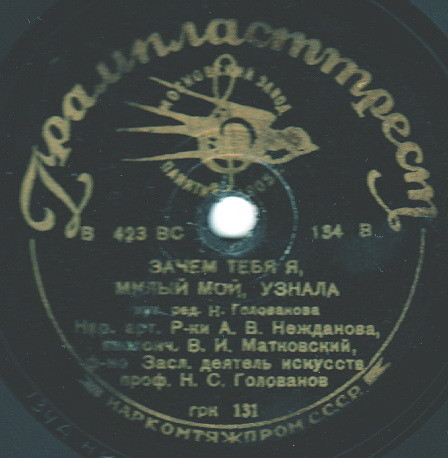 Грампласттрест
МОСКОВСКИЙ ЗАВОД
ПАМЯТИ 1905
В 423 ВС 154 В
ЗАЧЕМ ТЕБЯ Я,
МИЛЫЙ МОЙ, УЗНАЛА
ред. Н. Голованова
Нар. арт. Р-ки А. В. Нежданова,
В. И. Матковский,
ф-но Засл. деятель искусств
проф. Н. С. Голованов
грк 131
НАРКОМТЯЖПРОМ СССР